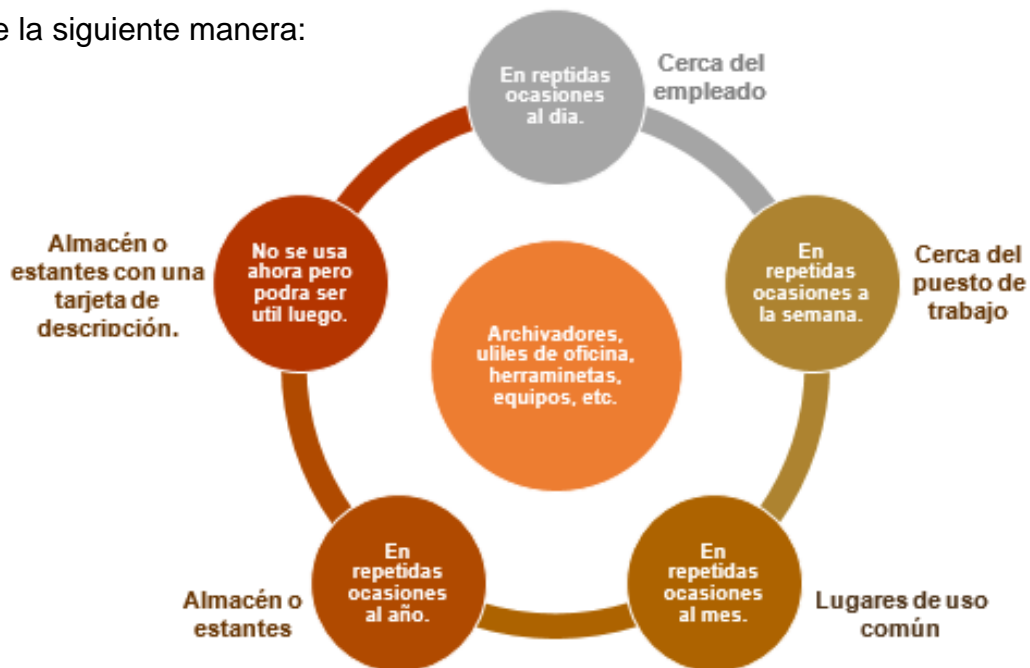 e la siguiente manera:
En reptidas
ocasiones
al dia.
Cerca del
empleado
En
repetidas
ocasiones a
la semana.
Cerca del
puesto de
trabajo
En
repetidas
ocasiones
al mes.
Lugares de uso
común
En
repetidas
ocasiones
al año.
Almacén o
estantes
No se usa
ahora pero
podra ser
util luego.
Almacén o
estantes con una
tarjeta de
descripción.
Archivadores,
uliles de oficina,
herraminetas,
equipos, etc.